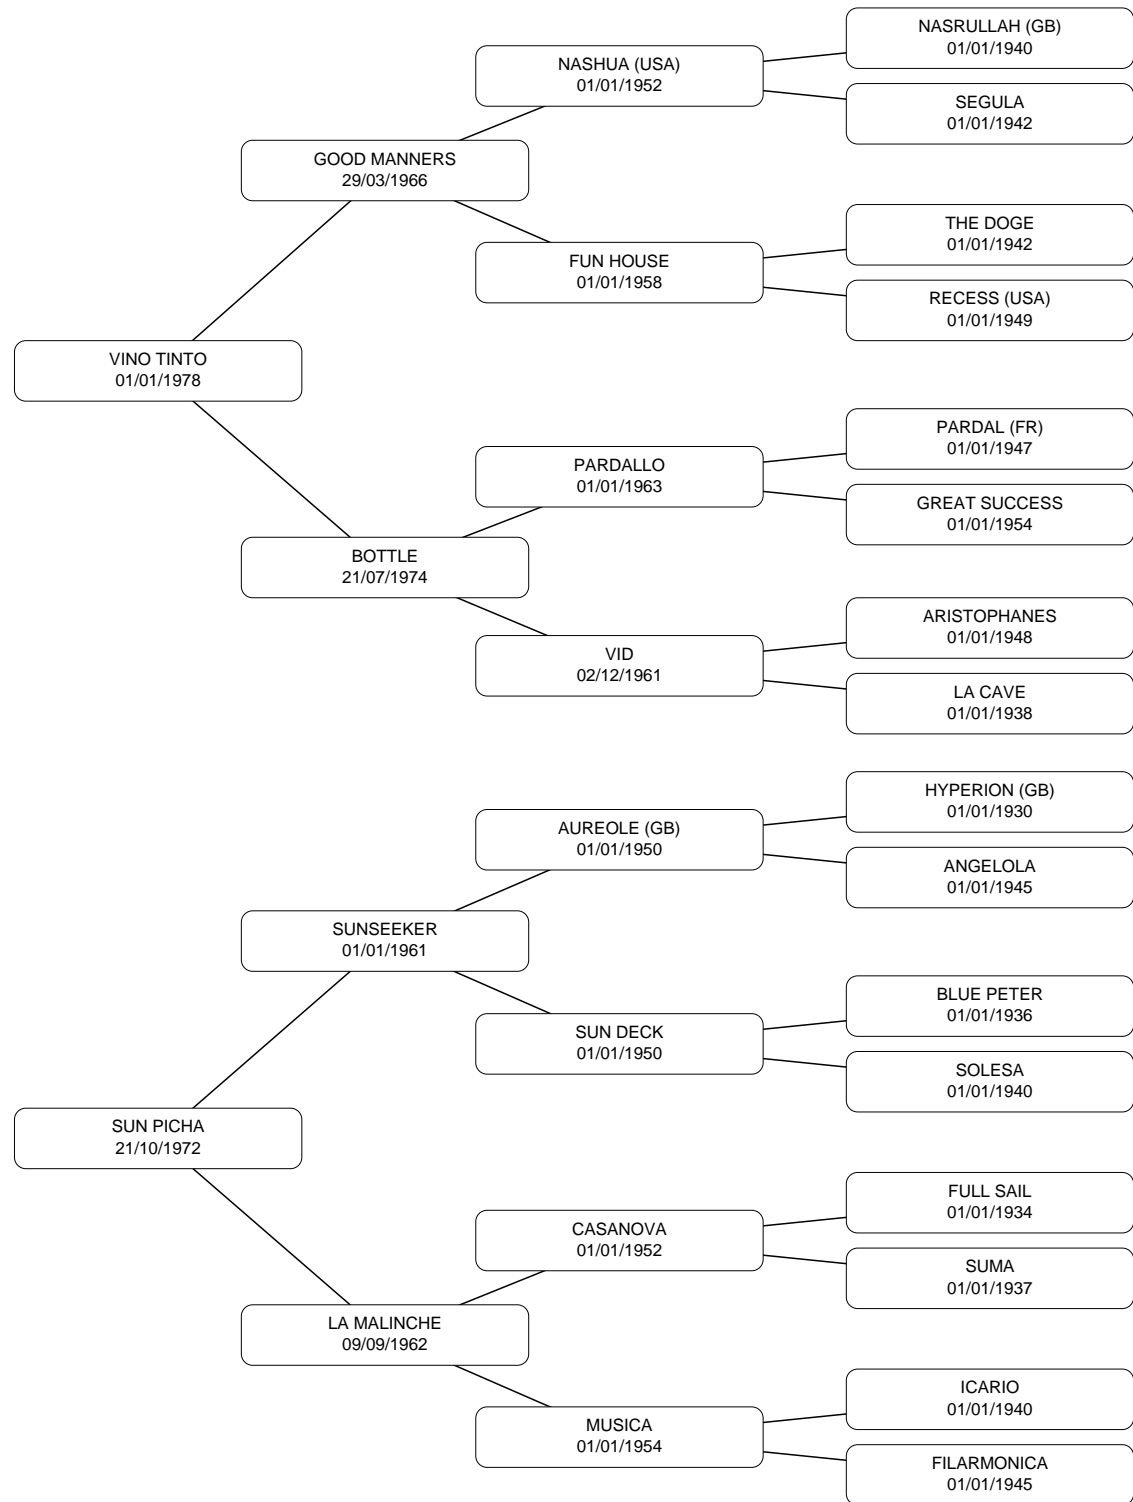 NASRULLAH (GB)
01/01/1940
NASHUA (USA)
01/01/1952
SEGULA
01/01/1942
GOOD MANNERS
29/03/1966
THE DOGE
01/01/1942
FUN HOUSE
01/01/1958
RECESS (USA)
01/01/1949
VINO TINTO
01/01/1978
PARDAL (FR)
01/01/1947
PARDALLO
01/01/1963
GREAT SUCCESS
01/01/1954
BOTTLE
21/07/1974
ARISTOPHANES
01/01/1948
VID
02/12/1961
LA CAVE
01/01/1938
HYPERION (GB)
01/01/1930
AUREOLE (GB)
01/01/1950
ANGELOLA
01/01/1945
SUNSEEKER
01/01/1961
BLUE PETER
01/01/1936
SUN DECK
01/01/1950
SOLESA
01/01/1940
SUN PICHA
21/10/1972
FULL SAIL
01/01/1934
CASANOVA
01/01/1952
SUMA
01/01/1937
LA MALINCHE
09/09/1962
ICARIO
01/01/1940
MUSICA
01/01/1954
FILARMONICA
01/01/1945